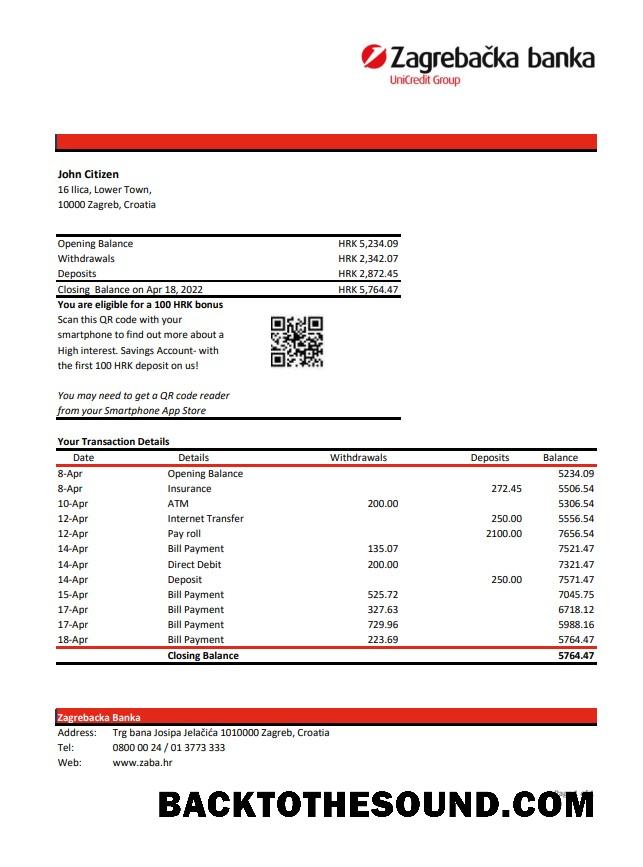 Zagrebačka banka
UniCredit Group
John Citizen
16 Ilica, Lower Town,
10000 Zagreb, Croatia
Opening Balance HRK 5,234.09
Withdrawals HRK 2,342.07
Deposits HRK 2,872.45
Closing Balance on Apr 18, 2022 HRK 5,764.47
You are eligible for a 100 HRK bonus
Scan this QR code with your
smartphone to find out more about a
High interest. Savings Account- with
the first 100 HRK deposit on us!
You may need to get a QR code reader
from your Smartphone App Store
Your Transaction Details
Date Details Withdrawals Deposits Balance
8-Apr Opening Balance 5234.09
8-Apr Insurance 272.45 5506.54
10-Apr ATM 200.00 5306.54
12-Apr Internet Transfer 250.00 5556.54
12-Apr Pay roll 2100.00 7656.54
14-Apr Bill Payment 135.07 7521.47
14-Apr Direct Debit 200.00 7321.47
14-Apr Deposit 250.00 7571.47
15-Apr Bill Payment 525.72 7045.75
17-Apr Bill Payment 327.63 6718.12
17-Apr Bill Payment 729.96 5988.16
18-Apr Bill Payment 223.69 5764.47
Closing Balance 5764.47
Zagrebacka Banka
Address: Trg bana Josipa Jelačića 1010000 Zagreb, Croatia
Tel: 0800 00 24 / 01 3773 333
Web: www.zaba.hr
BACKTOTHESOUND.COM